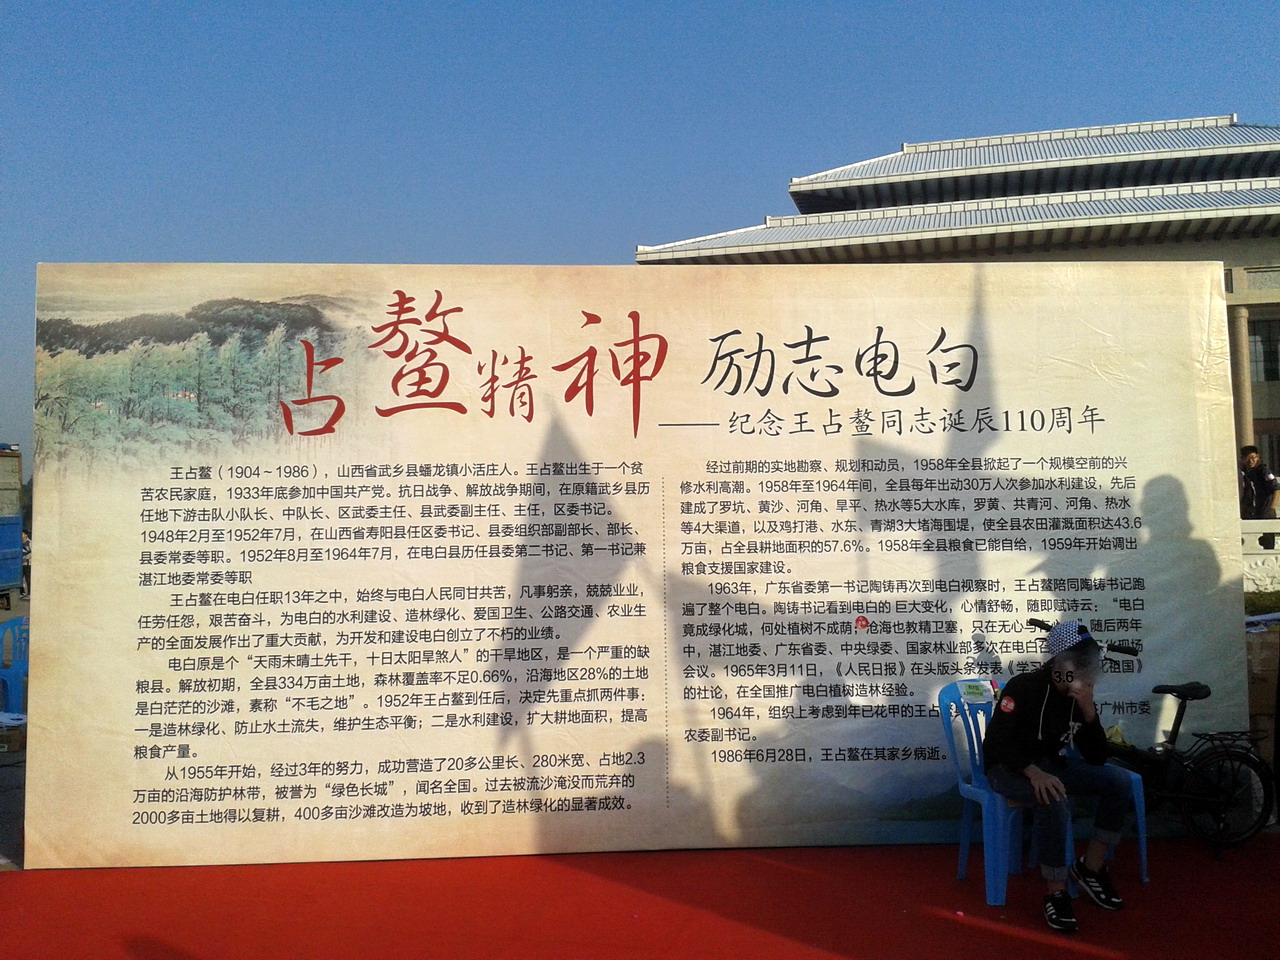 占鳌精神 励志电白
——纪念王占鳌同志诞辰110周年
王占鳌（1904～1986），山西省武乡县蟠龙镇小活庄人。王占鳌出生于一个贫
苦农民家庭，1933年底参加中国共产党。抗日战争、解放战争期间，在原籍武乡县历
任地下游击队小队长、中队长、区武委主任、县武委副主任、主任，区委书记。
1948年2月至1952年7月，在山西省寿阳县任区委书记、县委组织部副部长、部长、
县委常委等职。1952年8月至1964年7月，在电白县历任县委第二书记、第一书记兼
湛江地委常委等职
王占鳌在电白任职13年之中，始终与电白人民同甘共苦，凡事躬亲，兢兢业业，
任劳任怨，艰苦奋斗，为电白的水利建设、造林绿化、爱国卫生、公路交通、农业生
产的全面发展作出了重大贡献，为开发和建设电白创立了不朽的业绩。
电白原是个“天雨未晴土先干，十日太阳旱煞人”的干旱地区，是一个严重的缺
粮县。解放初期，全县334万亩土地，森林覆盖率不足0.66%，沿海地区28%的土地
是白茫茫的沙滩，素称“不毛之地”。1952年王占鳌到任后，决定先重点抓两件事，
一是造林绿化、防止水土流失，维护生态平衡；二是水利建设，扩大耕地面积，提高
粮食产量。
从1955年开始，经过3年的努力，成功营造了20多公里长、280米宽、占地2.3
万亩的沿海防护林带，被誉为“绿色长城”，闻名全国。过去被流沙淹没而荒弃的
2000多亩土地得以复耕，400多亩沙滩改造为坡地，收到了造林绿化的显著成效。
经过前期的实地勘察、规划和动员，1958年全县掀起了一个规模空前的兴
修水利高潮。1958年至1964年间，全县每年出动30万人次参加水利建设，先后
建成了罗坑、黄沙、河角、旱平、热水等5大水库，罗黄、共青河、河角、热水
等4大渠道，以及鸡打港、水东、青湖3大堵海围堤，使全县农田灌溉面积达43.6
万亩，占全县耕地面积的57.6%。1958年全县粮食已能自给，1959年开始调出
粮食支援国家建设。
1963年，广东省委第一书记陶铸再次到电白视察时，王占鳌陪同陶铸书记跑
遍了整个电白。陶铸书记看到电白的 巨大变化，心情舒畅，随即赋诗云：“电白
竟成绿化城，何处植树不成荫；沧海也教精卫塞，只在无心与 心。”随后两年
中，湛江地委、广东省委、中央绿委、国家林业部多次在电白召 现场
会议。1965年3月11日，《人民日报》在头版头条发表《学习 化祖国》
的社论，在全国推广电白植树造林经验。
1964年，组织上考虑到年已花甲的王占 广州市委
农委副书记。
1986年6月28日，王占鳌在其家乡病逝。
3.6